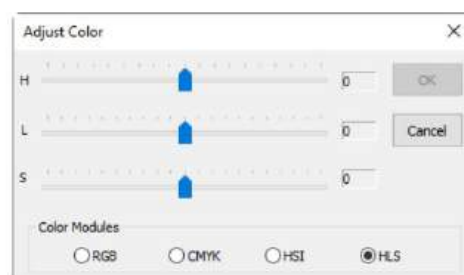 Adjust Color
H 0 OK
L 0 Cancel
S 0
Color Modules
RGB CMYK HSI HLS